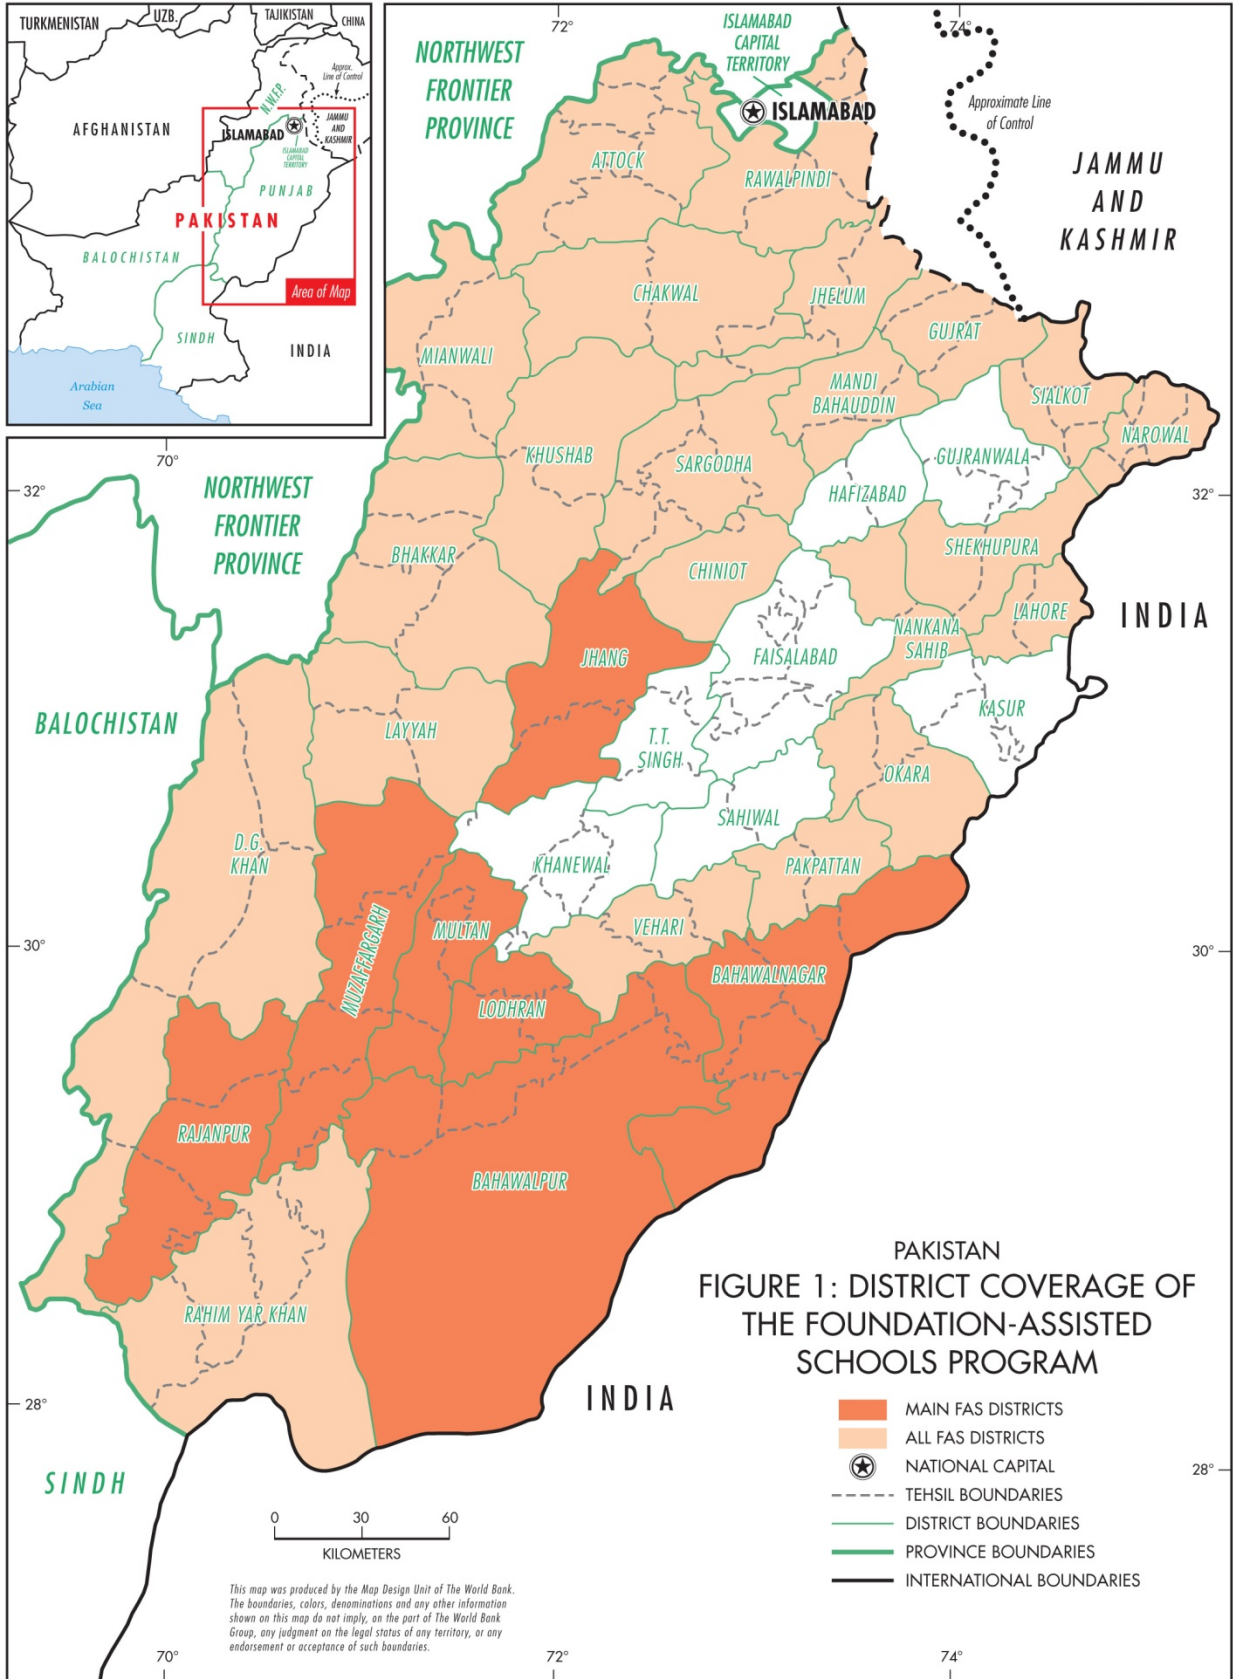 TURKMENISTAN
UZB.
TAJIKISTAN
CHINA
Approx.
Line of Control
N.W.F.P.
AFGHANISTAN
ISLAMABAD
JAMMU
AND
KASHMIR
ISLAMABAD
CAPITAL
TERRITORY
PUNJAB
PAKISTAN
BALOCHISTAN
Area of Map
SINDH
INDIA
Arabian
Sea
72°
74°
NORTHWEST
FRONTIER
PROVINCE
ISLAMABAD
CAPITAL
TERRITORY
ISLAMABAD
Approximate Line
of Control
JAMMU
AND
KASHMIR
ATTOCK
RAWALPINDI
CHAKWAL
JHELUM
GUJRAT
MIANWALI
MANDI
BAHAUDDIN
SIALKOT
NAROWAL
70°
KHUSHAB
SARGODHA
GUJRANWALA
HAFIZABAD
32°
32°
NORTHWEST
FRONTIER
PROVINCE
BHAKKAR
CHINIOT
SHEKHUPURA
LAHORE
INDIA
NANKANA
SAHIB
JHANG
FAISALABAD
KASUR
BALOCHISTAN
LAYYAH
T.T.
SINGH
OKARA
SAHIWAL
D.G.
KHAN
KHANEWAL
PAKPATTAN
MUZAFFARGARH
MULTAN
VEHARI
30°
30°
BAHAWALNAGAR
LODHRAN
RAJANPUR
BAHAWALPUR
RAHIM YAR KHAN
PAKISTAN
FIGURE 1: DISTRICT COVERAGE OF
THE FOUNDATION-ASSISTED
SCHOOLS PROGRAM
INDIA
28°
28°
MAIN FAS DISTRICTS
ALL FAS DISTRICTS
NATIONAL CAPITAL
TEHSIL BOUNDARIES
DISTRICT BOUNDARIES
PROVINCE BOUNDARIES
INTERNATIONAL BOUNDARIES
SINDH
0 30 60
KILOMETERS
This map was produced by the Map Design Unit of The World Bank.
The boundaries, colors, denominations and any other information
shown on this map do not imply, on the part of The World Bank
Group, any judgment on the legal status of any territory, or any
endorsement or acceptance of such boundaries.
70°
72°
74°